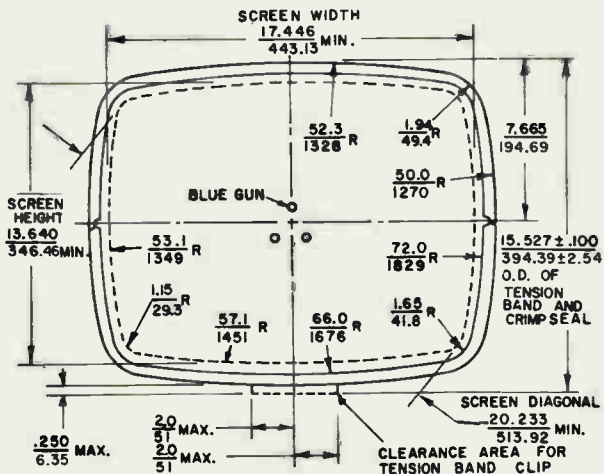 SCREEN WIDTH
17.446
443.13 MIN.
52.3
1328 R
1.94
49.4 R
7.665
194.69
50.0
1270 R
BLUE GUN
SCREEN
HEIGHT
13.640
346.46 MIN.
53.1
1349 R
72.0
1829 R
15.527±.100
394.39±2.54
O.D. OF
TENSION
BAND AND
CRIMPSEAL
1.15
29.3 R
57.1
1451 R
66.0
1676 R
1.65
41.8 R
SCREEN DIAGONAL
20.233
513.92 MIN.
.250
6.35 MAX.
2.0
51 MAX.
2.0
51 MAX.
CLEARANCE AREA FOR
TENSION BAND CLIP